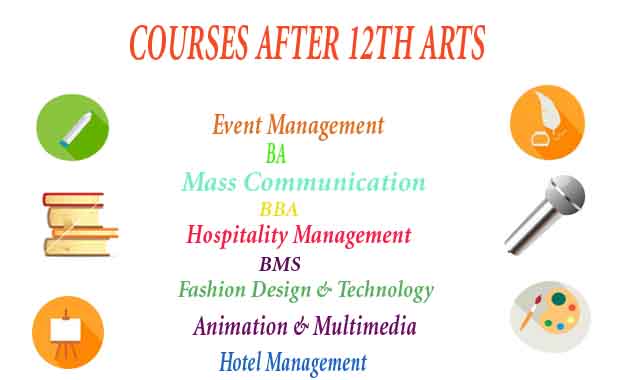 COURSES AFTER 12TH ARTS
Event Management
BA
Mass Communication
BBA
Hospitality Management
BMS
Fashion Design & Technology
Animation & Multimedia
Hotel Management